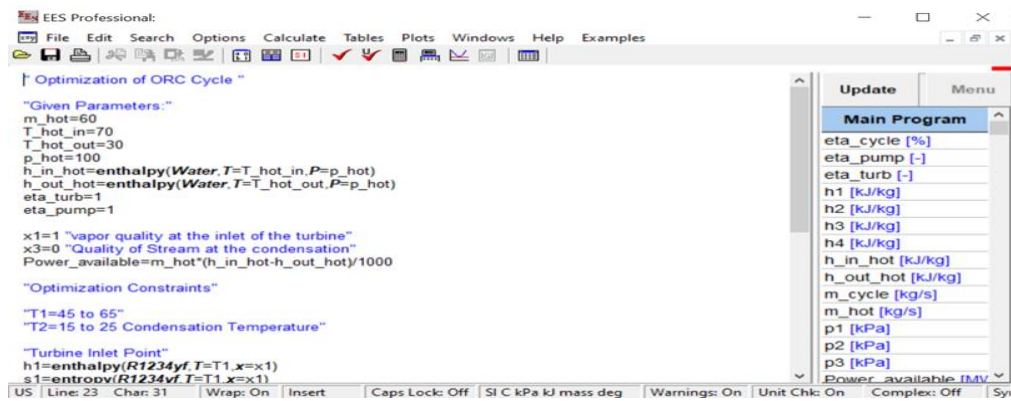 EES Professional:
File Edit Search Options Calculate Tables Plots Windows Help Examples
" Optimization of ORC Cycle "
"Given Parameters:"
m_hot=60
T_hot_in=70
T_hot_out=30
p_hot=100
h_in_hot=enthalpy(Water,T=T_hot_in,P=p_hot)
h_out_hot=enthalpy(Water,T=T_hot_out,P=p_hot)
eta_turb=1
eta_pump=1
x1=1 "vapor quality at the inlet of the turbine"
x3=0 "Quality of Stream at the condensation"
Power_available=m_hot*(h_in_hot-h_out_hot)/1000
"Optimization Constraints"
"T1=45 to 65"
"T2=15 to 25 Condensation Temperature"
"Turbine Inlet Point"
h1=enthalpy(R1234yf,T=T1,x=x1)
s1=entropy(R1234yf,T=T1,x=x1)
Update Menu
Main Program
eta_cycle [%]
eta_pump [-]
eta_turb [-]
h1 [kJ/kg]
h2 [kJ/kg]
h3 [kJ/kg]
h4 [kJ/kg]
h_in_hot [kJ/kg]
h_out_hot [kJ/kg]
m_cycle [kg/s]
m_hot [kg/s]
p1 [kPa]
p2 [kPa]
p3 [kPa]
Power_available [MV
US Line: 23 Char: 31 Wrap: On Insert Caps Lock: Off SI C kPa kJ mass deg Warnings: On Unit Chk: On Complex: Off Sy